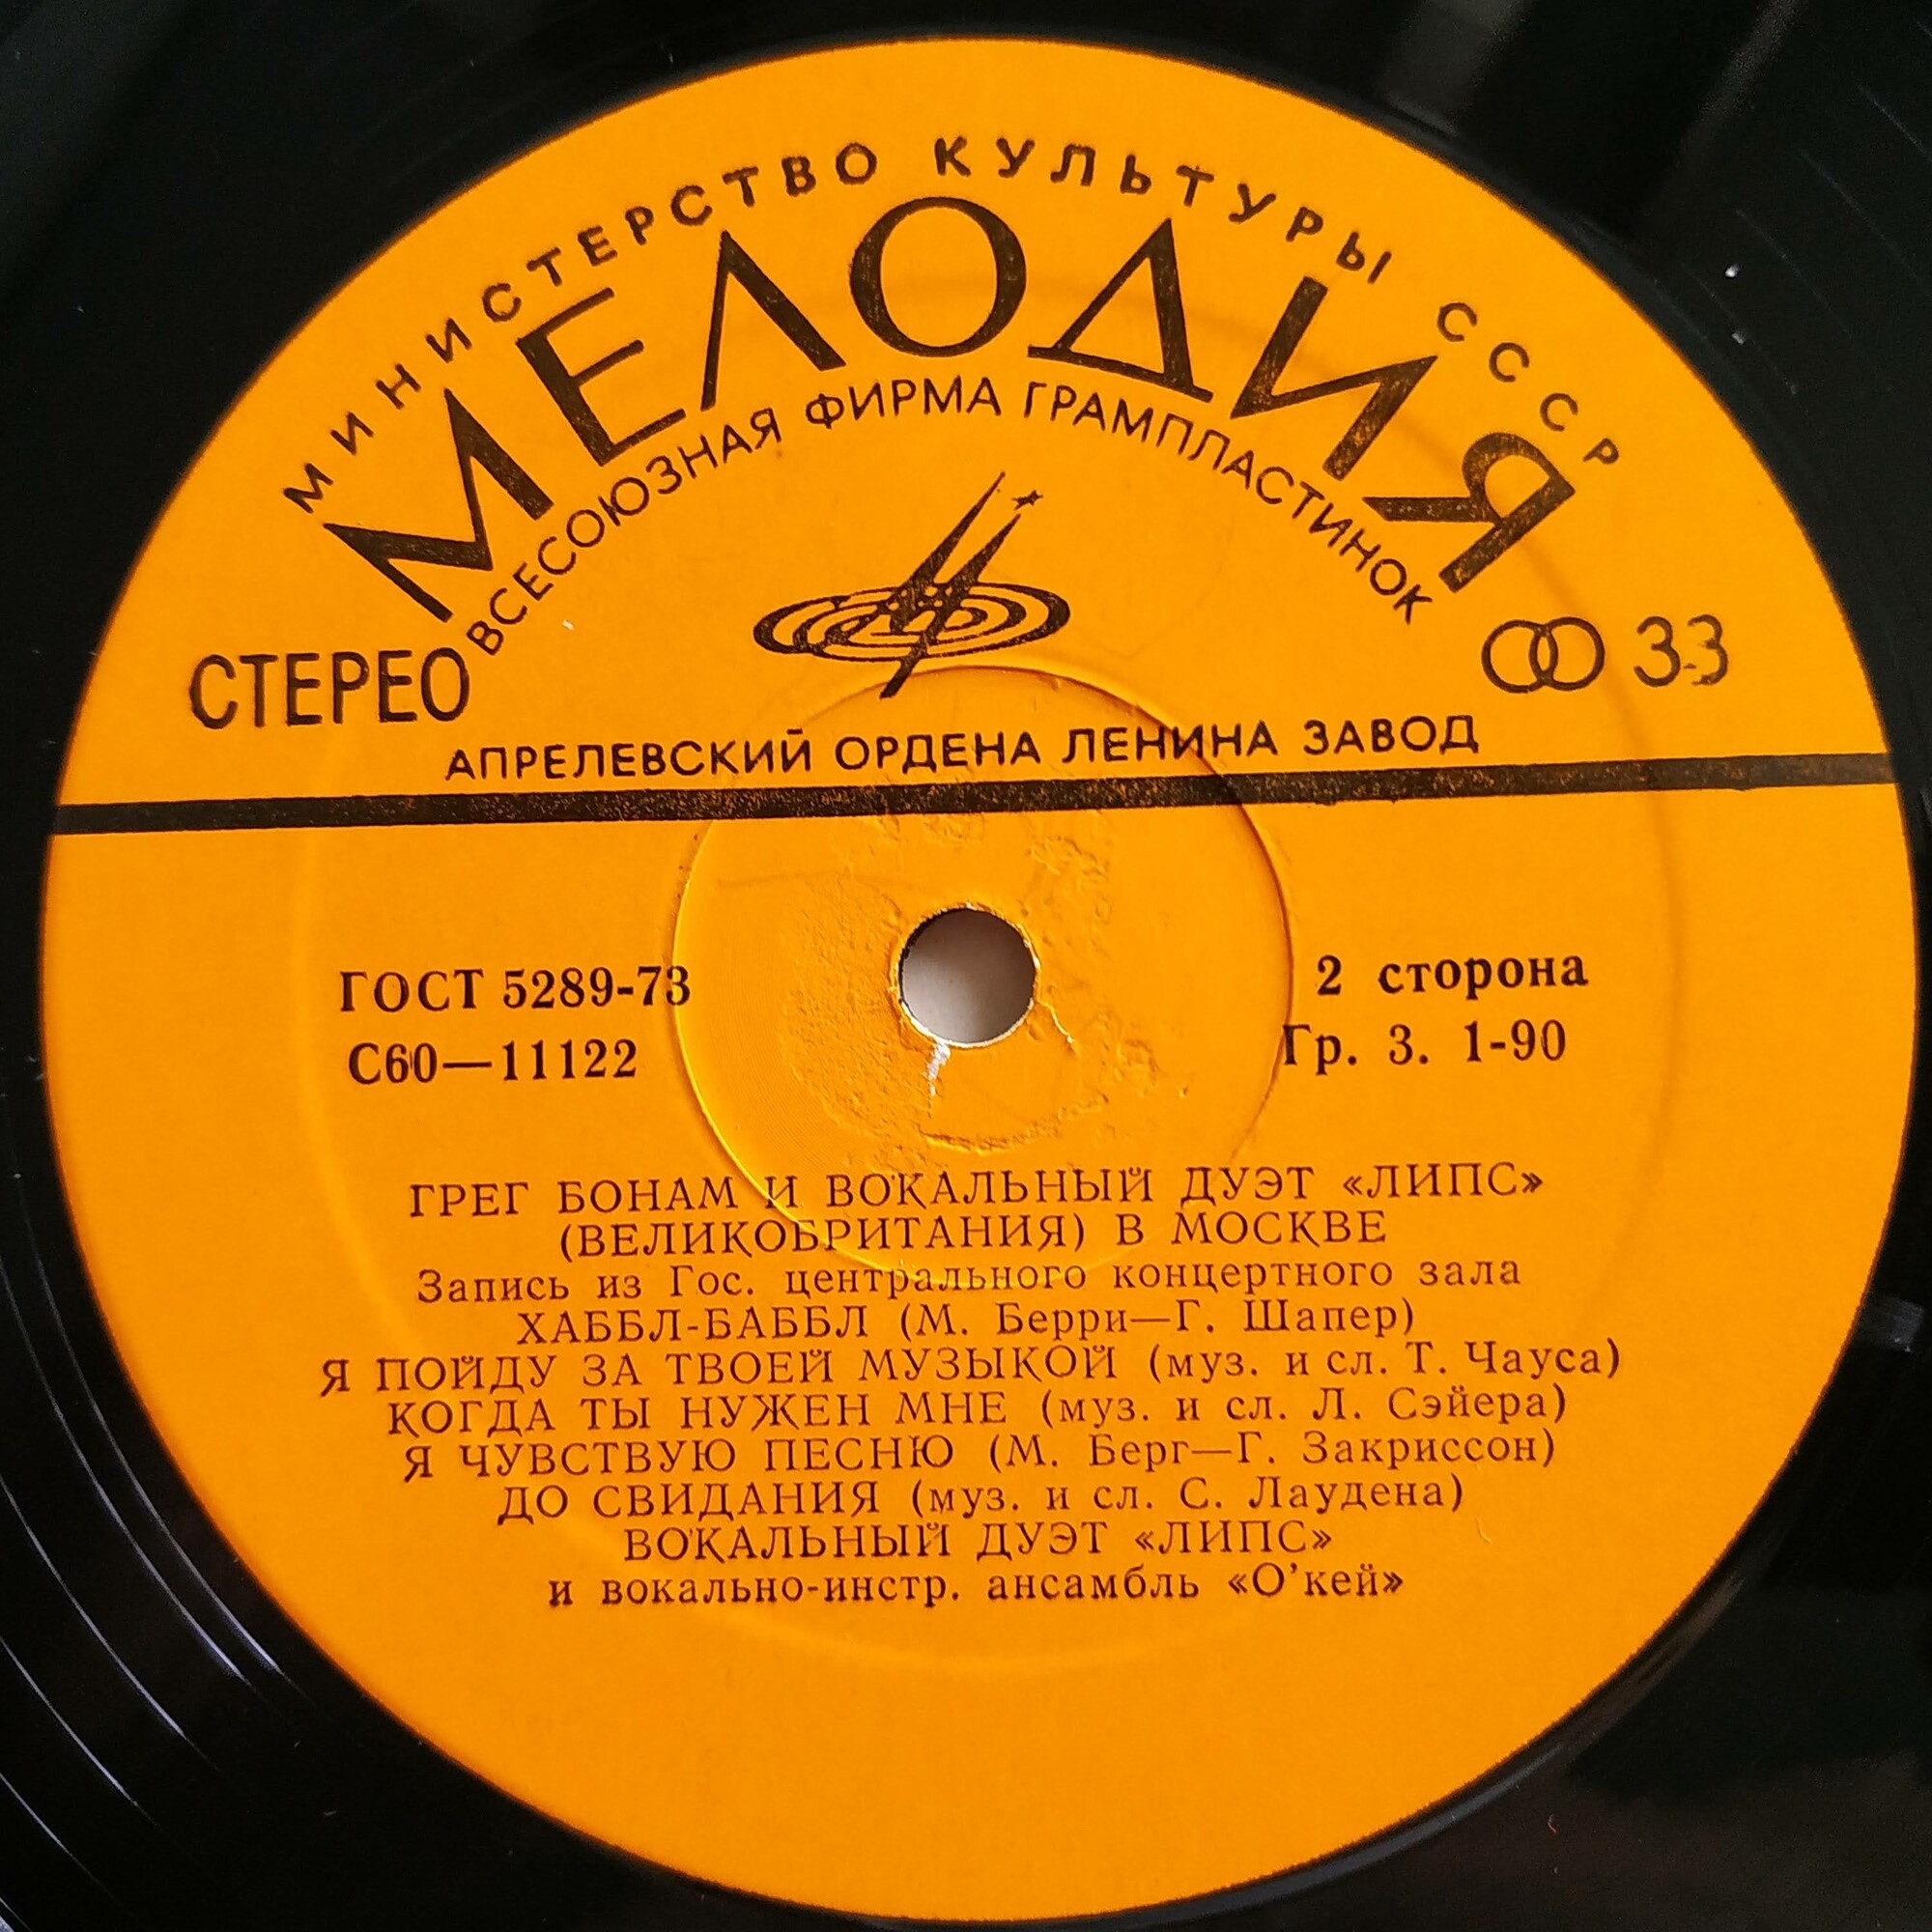 МИНИСТЕРСТВО КУЛЬТУРЫ СССР
МЕЛОДИЯ
ВСЕСОЮЗНАЯ ФИРМА ГРАМПЛАСТИНОК
СТЕРЕО
33
АПРЕЛЕВСКИЙ ОРДЕНА ЛЕНИНА ЗАВОД
ГОСТ 5289-73
2 сторона
С60—11122
Гр. 3. 1-90
ГРЕГ БОНАМ И ВОКАЛЬНЫЙ ДУЭТ «ЛИПС»
(ВЕЛИКОБРИТАНИЯ) В МОСКВЕ
Запись из Гос. центрального концертного зала
ХАББЛ-БАББЛ (М. Берри—Г. Шапер)
Я ПОЙДУ ЗА ТВОЕЙ МУЗЫКОЙ (муз. и сл. Т. Чауса)
КОГДА ТЫ НУЖЕН МНЕ (муз. и сл. Л. Сэйера)
Я ЧУВСТВУЮ ПЕСНЮ (М. Берг—Г. Закриссон)
ДО СВИДАНИЯ (муз. и сл. С. Лаудена)
ВОКАЛЬНЫЙ ДУЭТ «ЛИПС»
и вокально-инстр. ансамбль «О’кей»